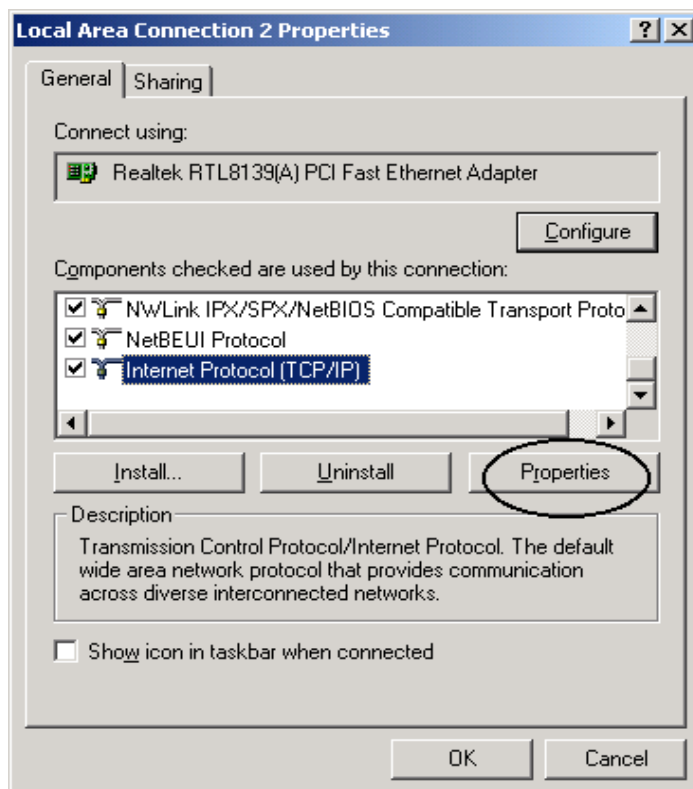 Local Area Connection 2 Properties
General Sharing
Connect using:
Realtek RTL8139(A) PCI Fast Ethernet Adapter
Configure
Components checked are used by this connection:
NWLink IPX/SPX/NetBIOS Compatible Transport Proto
NetBEUI Protocol
Internet Protocol (TCP/IP)
Install... Uninstall Properties
Description
Transmission Control Protocol/Internet Protocol. The default
wide area network protocol that provides communication
across diverse interconnected networks.
Show icon in taskbar when connected
OK Cancel